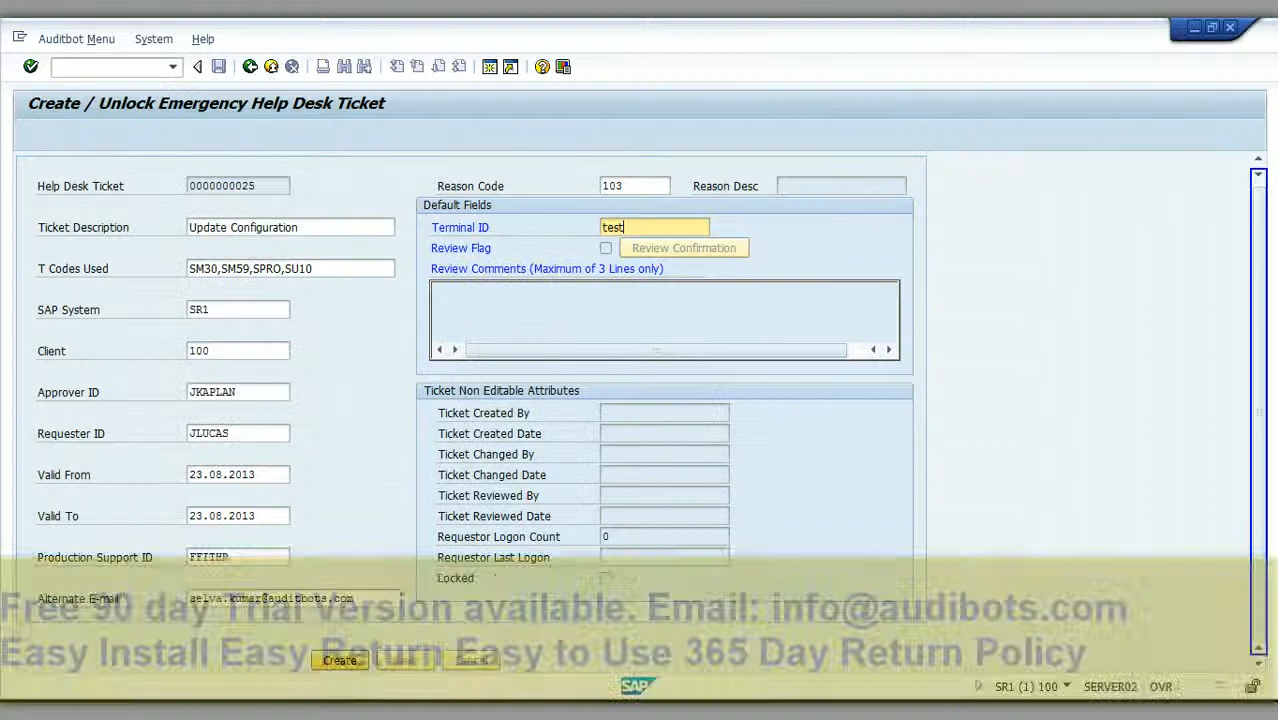 Auditbot Menu System Help
Create / Unlock Emergency Help Desk Ticket
Help Desk Ticket 0000000025 Reason Code 103 Reason Desc
Default Fields
Ticket Description Update Configuration Terminal ID test
Review Flag Review Confirmation
T Codes Used SM30,SM59,SPRO,SU10 Review Comments (Maximum of 3 Lines only)
SAP System SR1
Client 100
Approver ID JKAPLAN Ticket Non Editable Attributes
Ticket Created By
Requester ID JLUCAS Ticket Created Date
Ticket Changed By
Valid From 23.08.2013 Ticket Changed Date
Ticket Reviewed By
Valid To 23.08.2013 Ticket Reviewed Date
Requestor Logon Count 0
Production Support ID Requestor Last Logon
Locked
Alternate E-mail selva.kumar@auditbots.com
Free 90 day Trial Version available. Email: info@audibots.com
Easy Install Easy Return Easy to Use 365 Day Return Policy
Create
SAP SR1 (1) 100 SERVER02 OVR